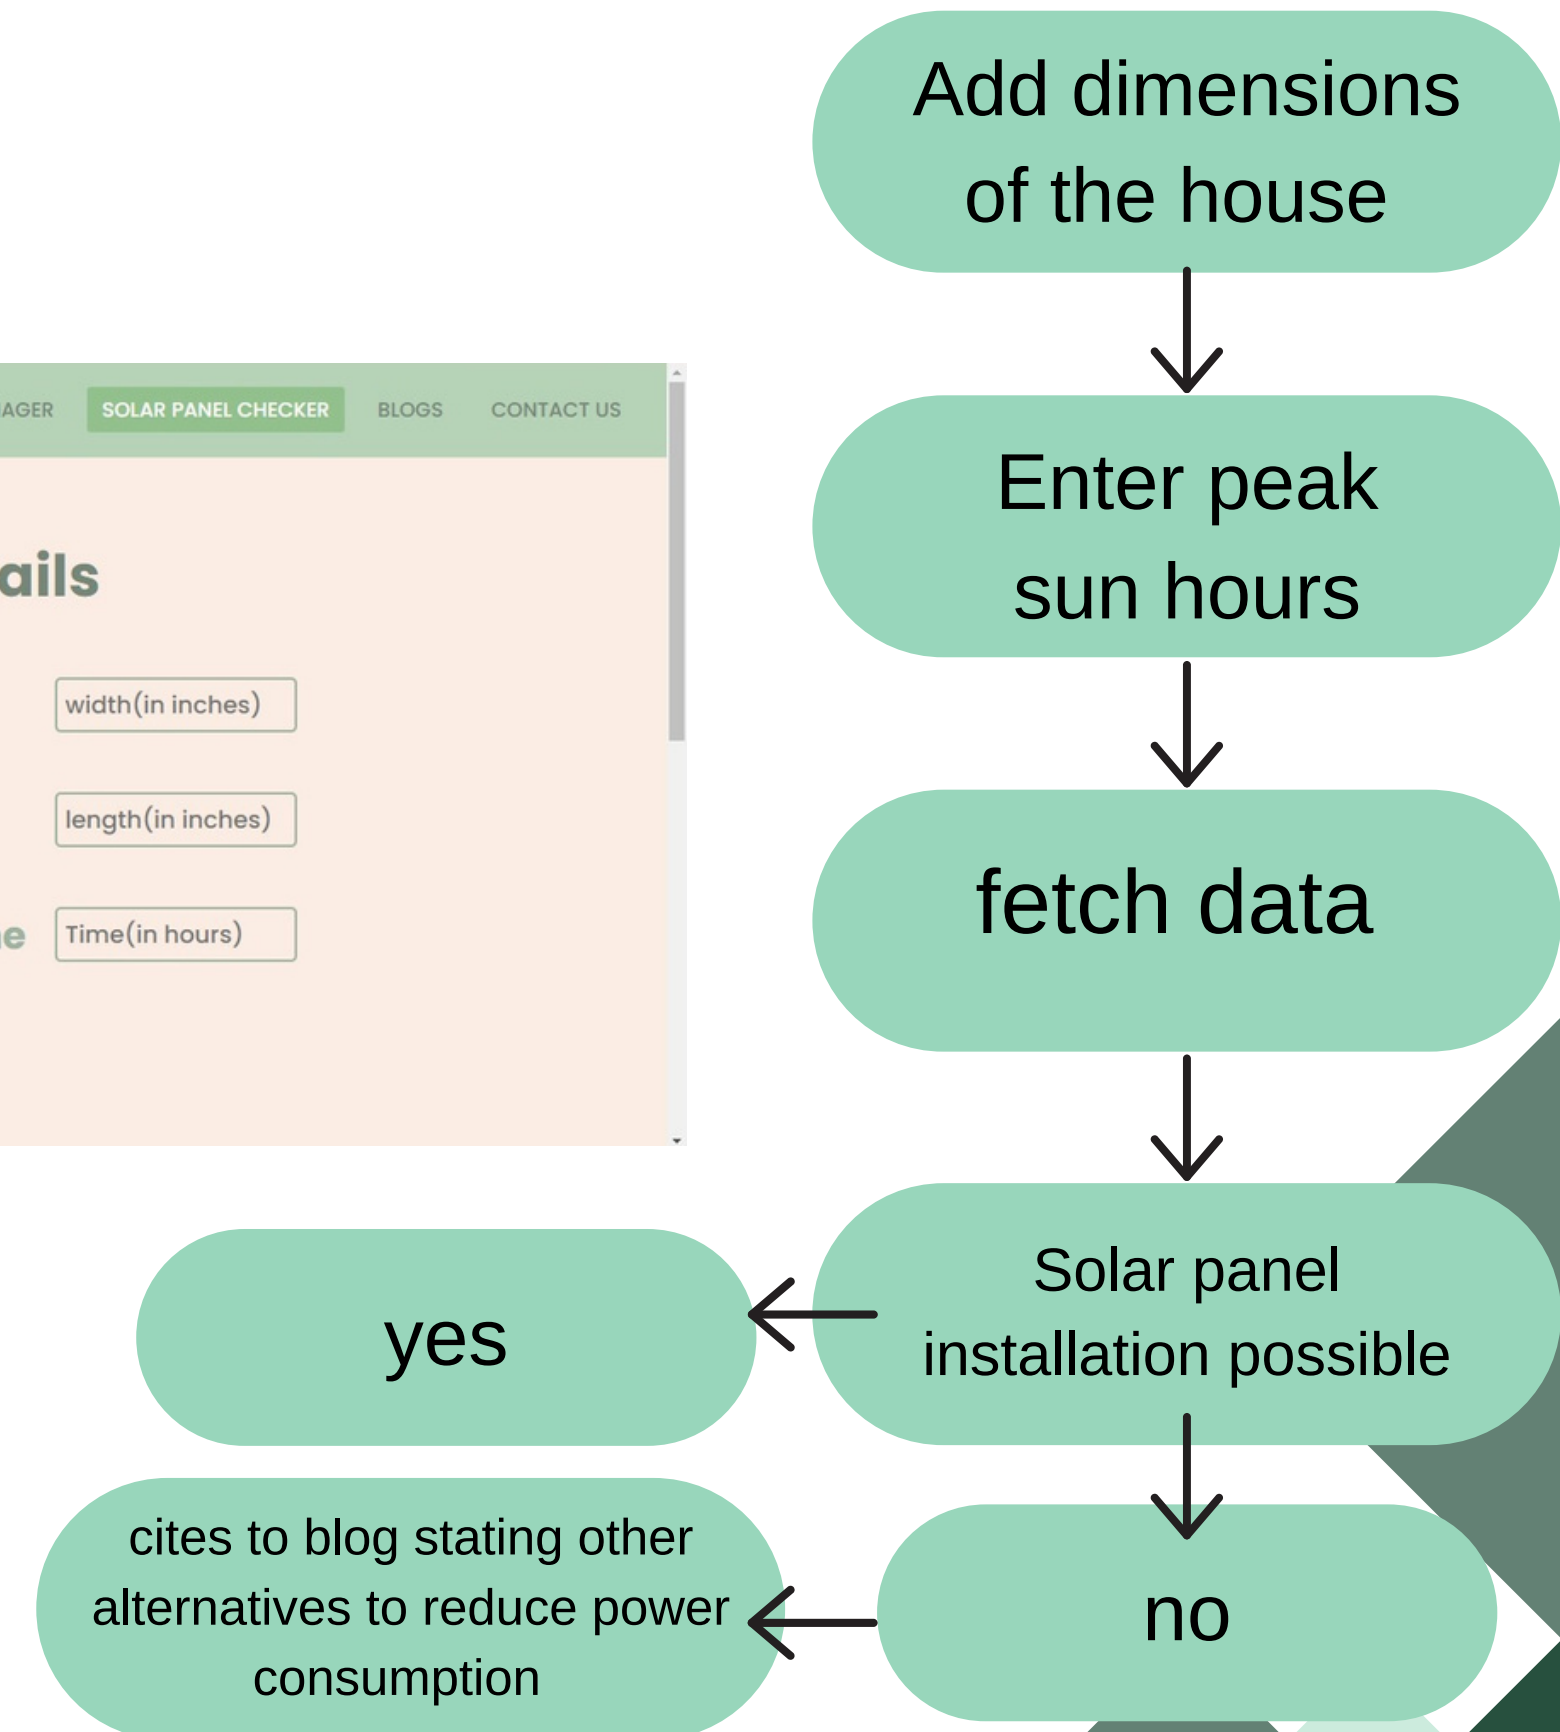 Add dimensions
of the house
SOLAR PANEL CHECKER BLOGS CONTACT US
Enter peak
sun hours
width(in inches)
length(in inches)
Time(in hours)
fetch data
Solar panel
installation possible
yes
no
cites to blog stating other
alternatives to reduce power
consumption